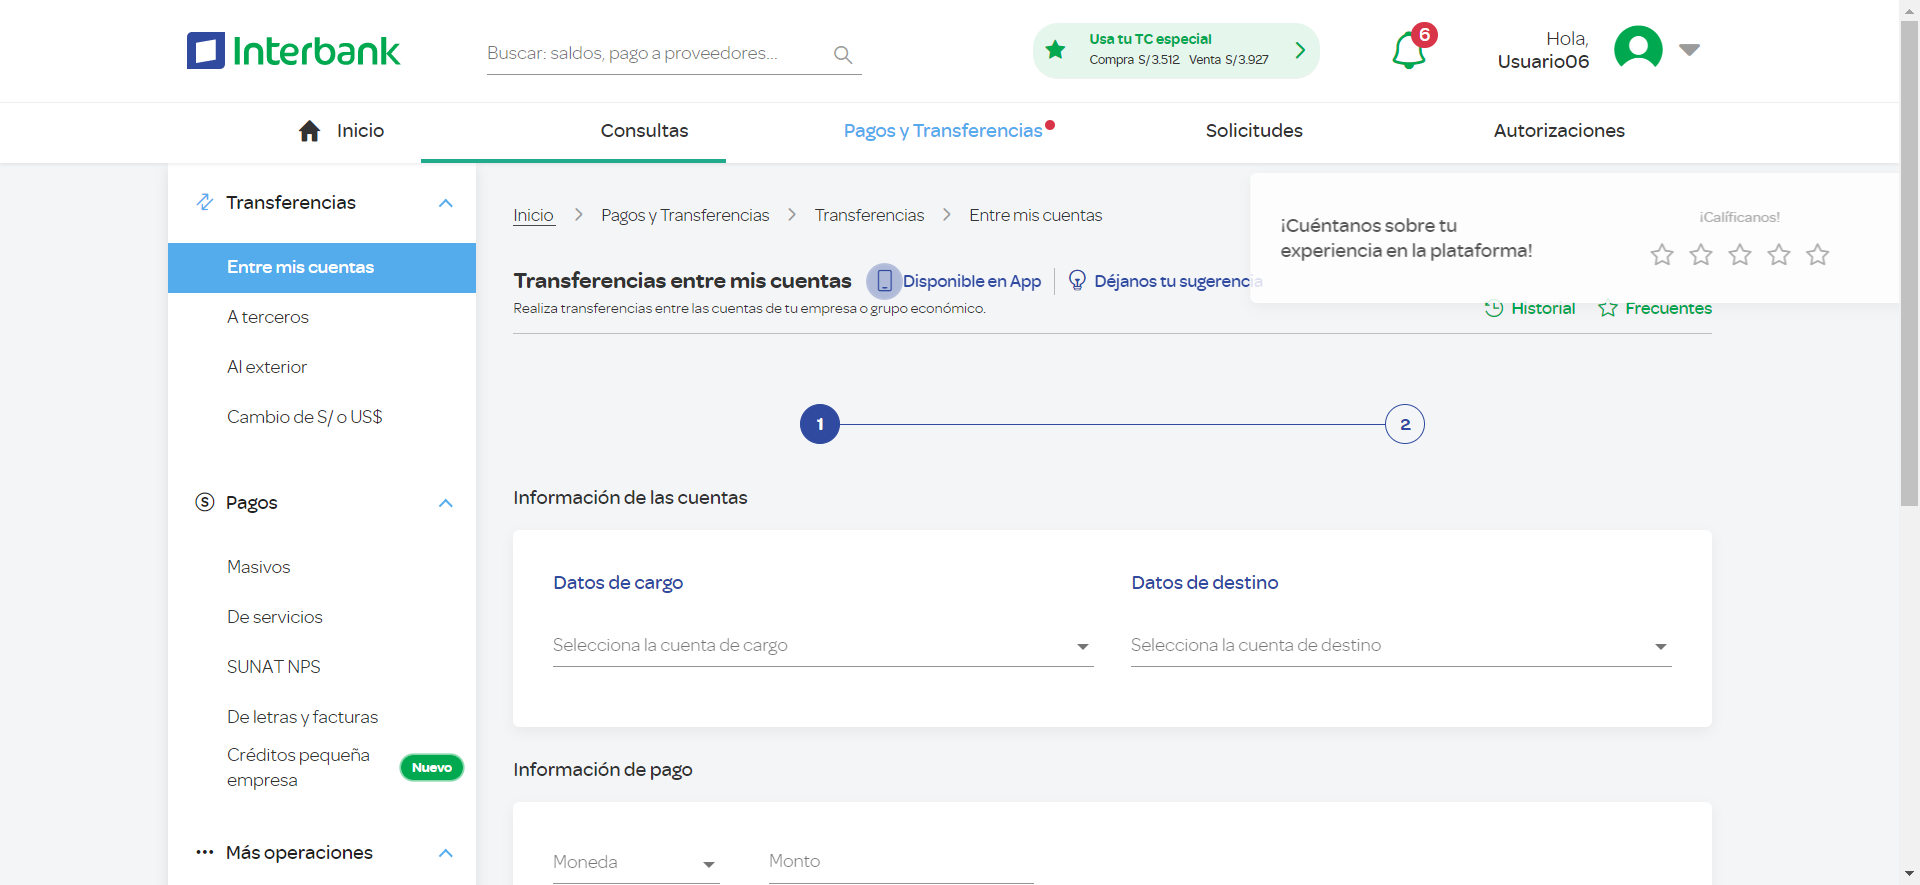 Interbank
Buscar: saldos, pago a proveedores...
Usa tu TC especial
Compra S/3.512 Venta S/3.927
6
Hola,
Usuario06
Inicio
Consultas
Pagos y Transferencias
Solicitudes
Autorizaciones
Transferencias
Entre mis cuentas
A terceros
Al exterior
Cambio de S/ o US$
Pagos
Masivos
De servicios
SUNAT NPS
De letras y facturas
Créditos pequeña
empresa
Nuevo
Más operaciones
Inicio > Pagos y Transferencias > Transferencias > Entre mis cuentas
Transferencias entre mis cuentas
Disponible en App
Déjanos tu sugerencia
Realiza transferencias entre las cuentas de tu empresa o grupo económico.
¡Cuéntanos sobre tu
experiencia en la plataforma!
¡Califícanos!
Historial
Frecuentes
1
2
Información de las cuentas
Datos de cargo
Datos de destino
Selecciona la cuenta de cargo
Selecciona la cuenta de destino
Información de pago
Moneda
Monto